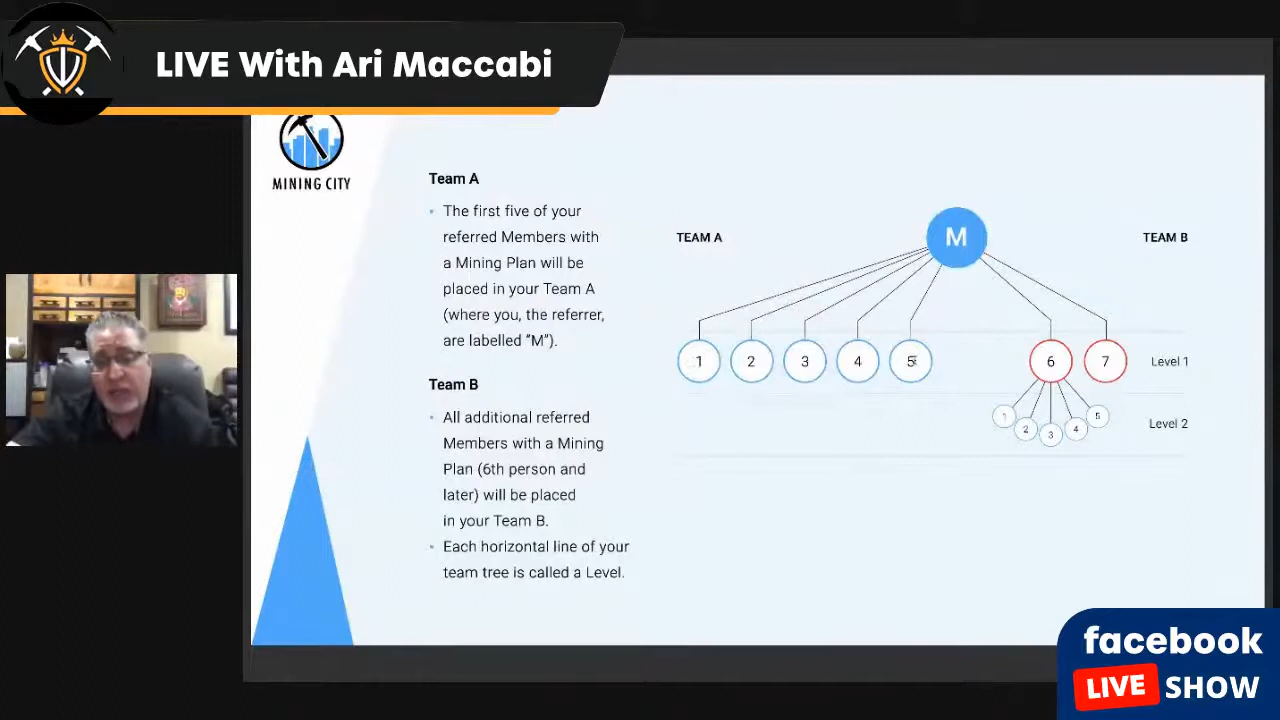 LIVE With Ari Maccabi
MINING CITY
Team A
The first five of your
referred Members with
a Mining Plan will be
placed in your Team A
(where you, the referrer,
are labelled “M”).
Team B
All additional referred
Members with a Mining
Plan (6th person and
later) will be placed
in your Team B.
Each horizontal line of your
team tree is called a Level.
M
TEAM A
TEAM B
1 2 3 4 5 6 7 Level 1
1 2 3 4 5 Level 2
facebook
LIVE SHOW